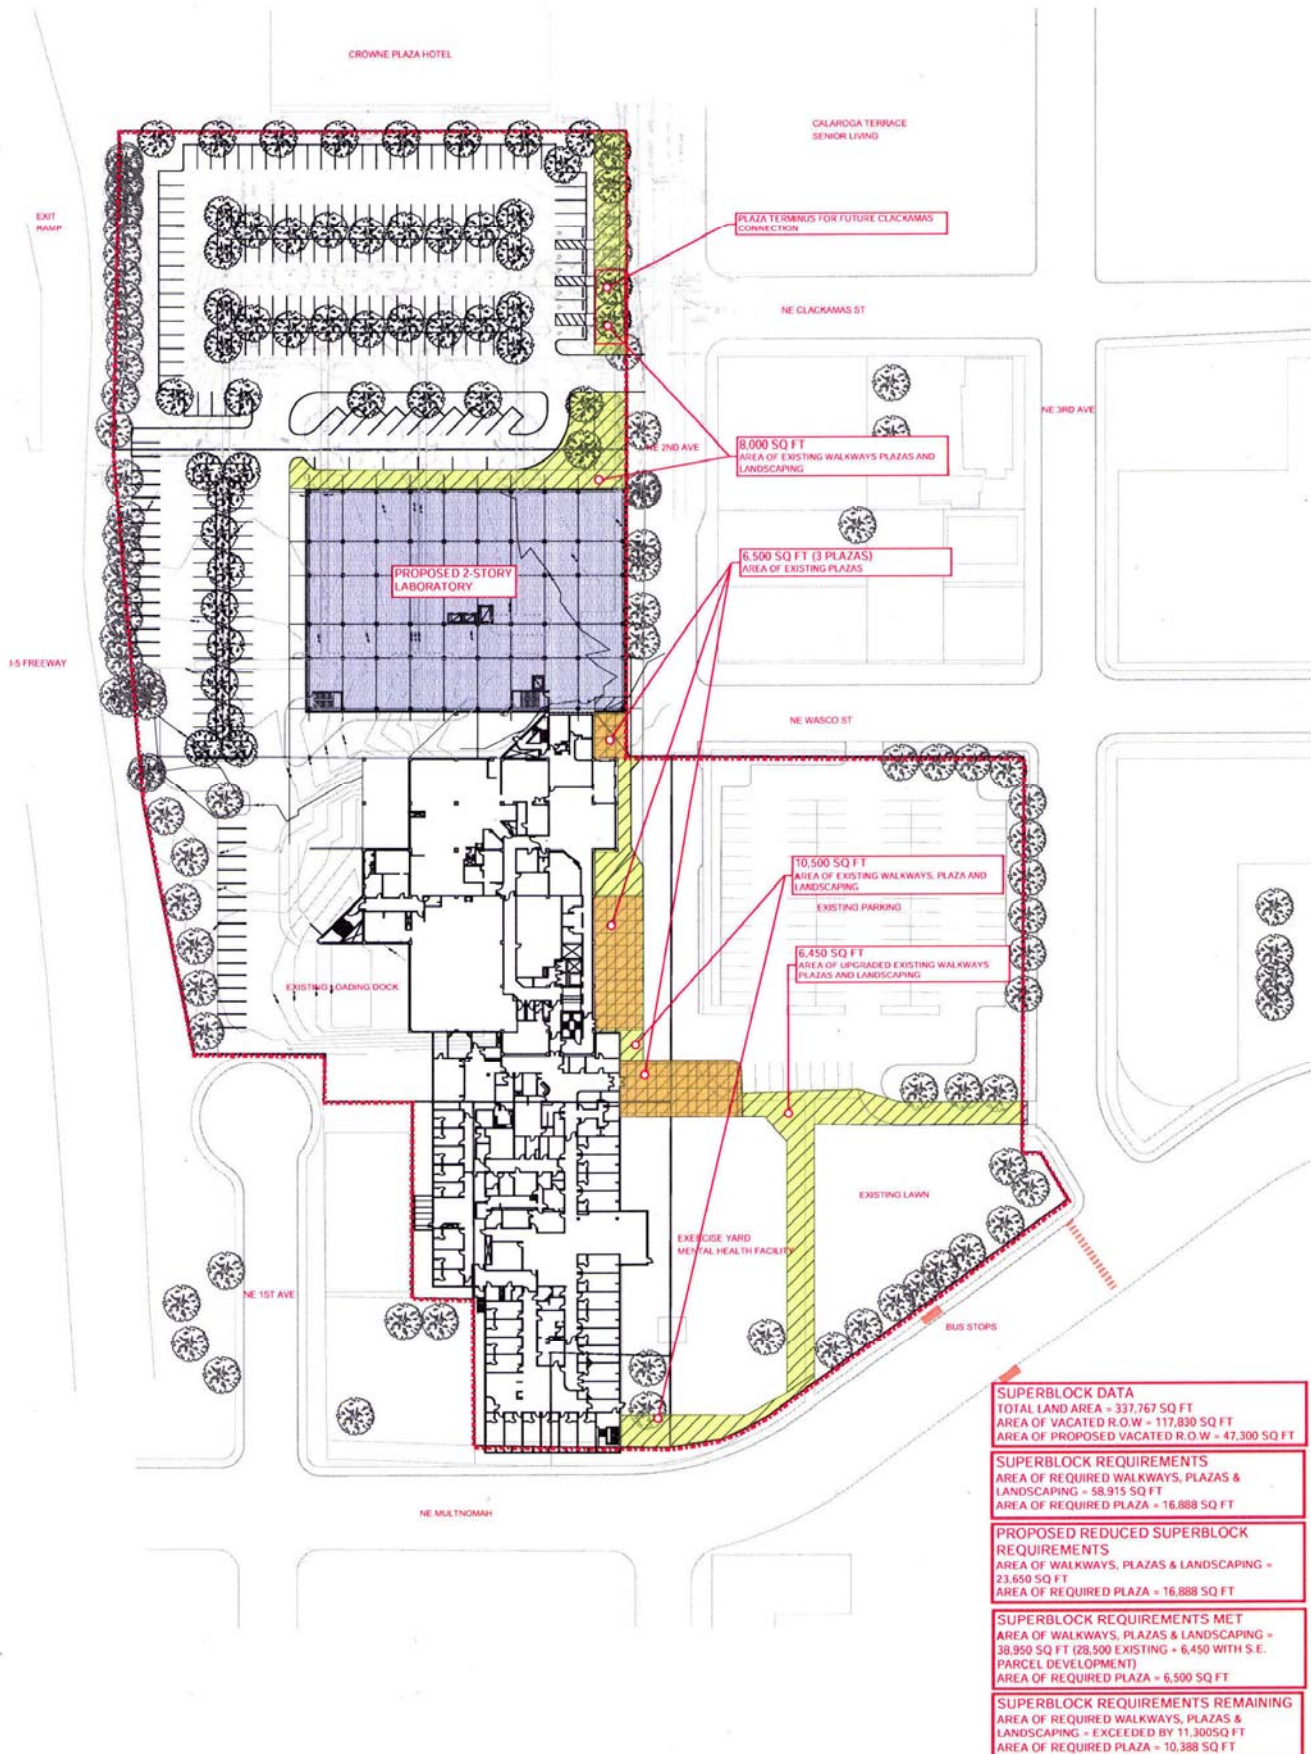 CROWNE PLAZA HOTEL
CALAROGA TERRACE
SENIOR LIVING
EXIT
RAMP
PLAZA TERMINUS FOR FUTURE CLACKAMAS
CONNECTION
NE CLACKAMAS ST
NE 3RD AVE
NE 2ND AVE
8,000 SQ FT
AREA OF EXISTING WALKWAYS PLAZAS AND
LANDSCAPING
6,500 SQ FT (3 PLAZAS)
AREA OF EXISTING PLAZAS
PROPOSED 2-STORY
LABORATORY
I-5 FREEWAY
NE WASCO ST
10,500 SQ FT
AREA OF EXISTING WALKWAYS, PLAZA AND
LANDSCAPING
EXISTING PARKING
6,450 SQ FT
AREA OF UPGRADED EXISTING WALKWAYS
PLAZAS AND LANDSCAPING
EXISTING LOADING DOCK
EXISTING LAWN
EXERCISE YARD
MENTAL HEALTH FACILITY
NE 1ST AVE
BUS STOPS
NE MULTNOMAH
SUPERBLOCK DATA
TOTAL LAND AREA = 337,767 SQ FT
AREA OF VACATED R.O.W = 117,830 SQ FT
AREA OF PROPOSED VACATED R.O.W = 47,300 SQ FT
SUPERBLOCK REQUIREMENTS
AREA OF REQUIRED WALKWAYS, PLAZAS &
LANDSCAPING = 58,915 SQ FT
AREA OF REQUIRED PLAZA = 16,888 SQ FT
PROPOSED REDUCED SUPERBLOCK
REQUIREMENTS
AREA OF WALKWAYS, PLAZAS & LANDSCAPING =
23,650 SQ FT
AREA OF REQUIRED PLAZA = 16,888 SQ FT
SUPERBLOCK REQUIREMENTS MET
AREA OF WALKWAYS, PLAZAS & LANDSCAPING =
38,950 SQ FT (28,500 EXISTING + 6,450 WITH S.E.
PARCEL DEVELOPMENT)
AREA OF REQUIRED PLAZA = 6,500 SQ FT
SUPERBLOCK REQUIREMENTS REMAINING
AREA OF REQUIRED WALKWAYS, PLAZAS &
LANDSCAPING = EXCEEDED BY 11,300SQ FT
AREA OF REQUIRED PLAZA = 10,388 SQ FT